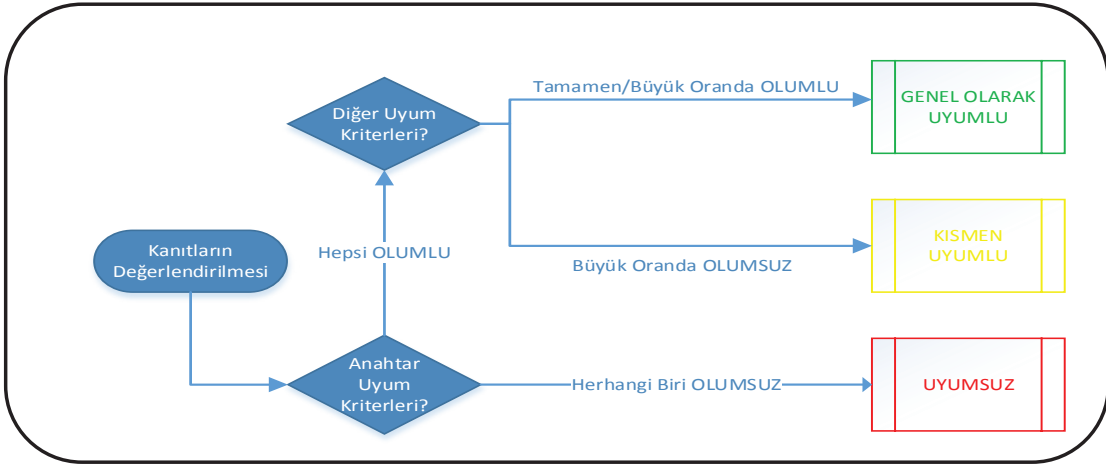 Tamamen/Büyük Oranda OLUMLU
GENEL OLARAK
UYUMLU
Diğer Uyum
Kriterleri?
Kanıtların
Değerlendirilmesi
Hepsi OLUMLU
Büyük Oranda OLUMSUZ
KISMEN
UYUMLU
Anahtar
Uyum
Kriterleri?
Herhangi Biri OLUMSUZ
UYUMSUZ